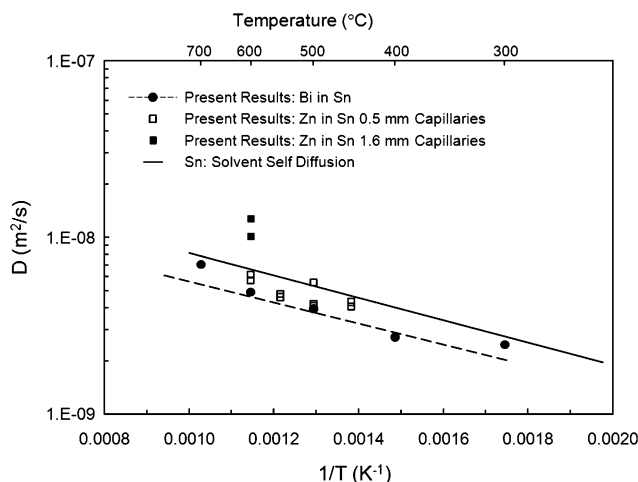 Temperature (°C)
700 600 500 400 300
1.E-07
Present Results: Bi in Sn
Present Results: Zn in Sn 0.5 mm Capillaries
Present Results: Zn in Sn 1.6 mm Capillaries
Sn: Solvent Self Diffusion
D (m²/s)
1.E-08
1.E-09
0.0008 0.0010 0.0012 0.0014 0.0016 0.0018 0.0020
1/T (K⁻¹)